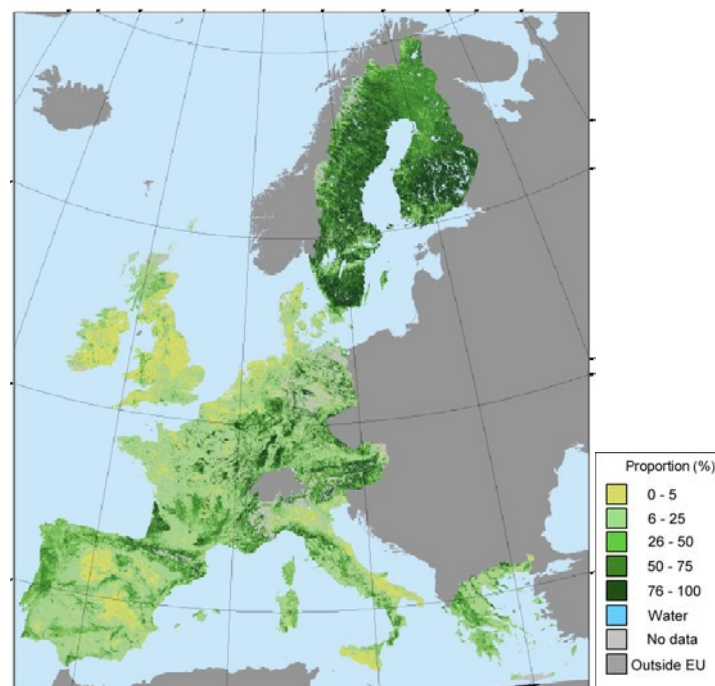 Proportion (%)
0 - 5
6 - 25
26 - 50
50 - 75
76 - 100
Water
No data
Outside EU